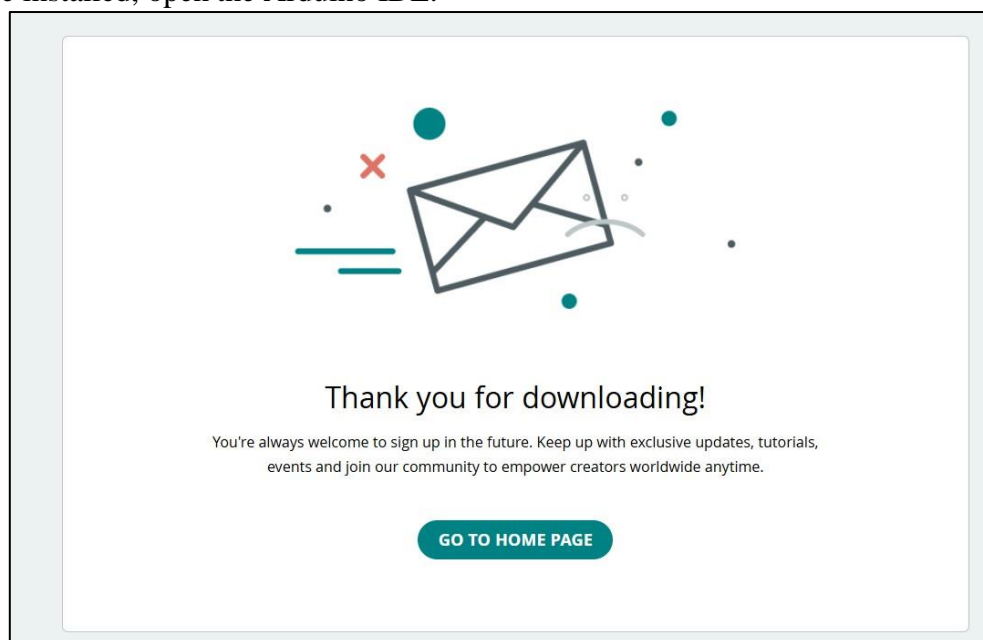 installed, open the Arduino IDE.
Thank you for downloading!
You're always welcome to sign up in the future. Keep up with exclusive updates, tutorials,
events and join our community to empower creators worldwide anytime.
GO TO HOME PAGE